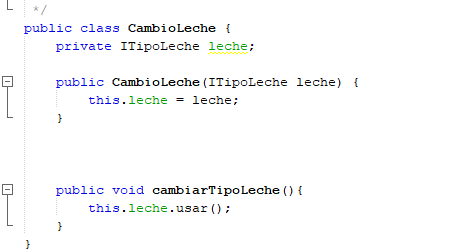 */
public class CambioLeche {
private ITipoLeche leche;
public CambioLeche(ITipoLeche leche) {
this.leche = leche;
}
public void cambiarTipoLeche(){
this.leche.usar();
}
}